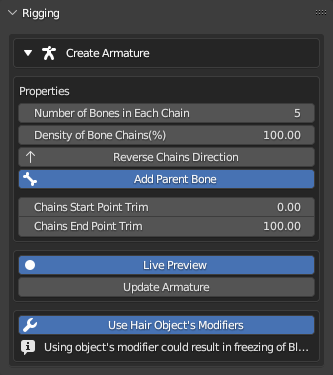 Rigging
Create Armature
Properties
Number of Bones in Each Chain 5
Density of Bone Chains(%) 100.00
Reverse Chains Direction
Add Parent Bone
Chains Start Point Trim 0.00
Chains End Point Trim 100.00
Live Preview
Update Armature
Use Hair Object's Modifiers
Using object's modifier could result in freezing of Bl...